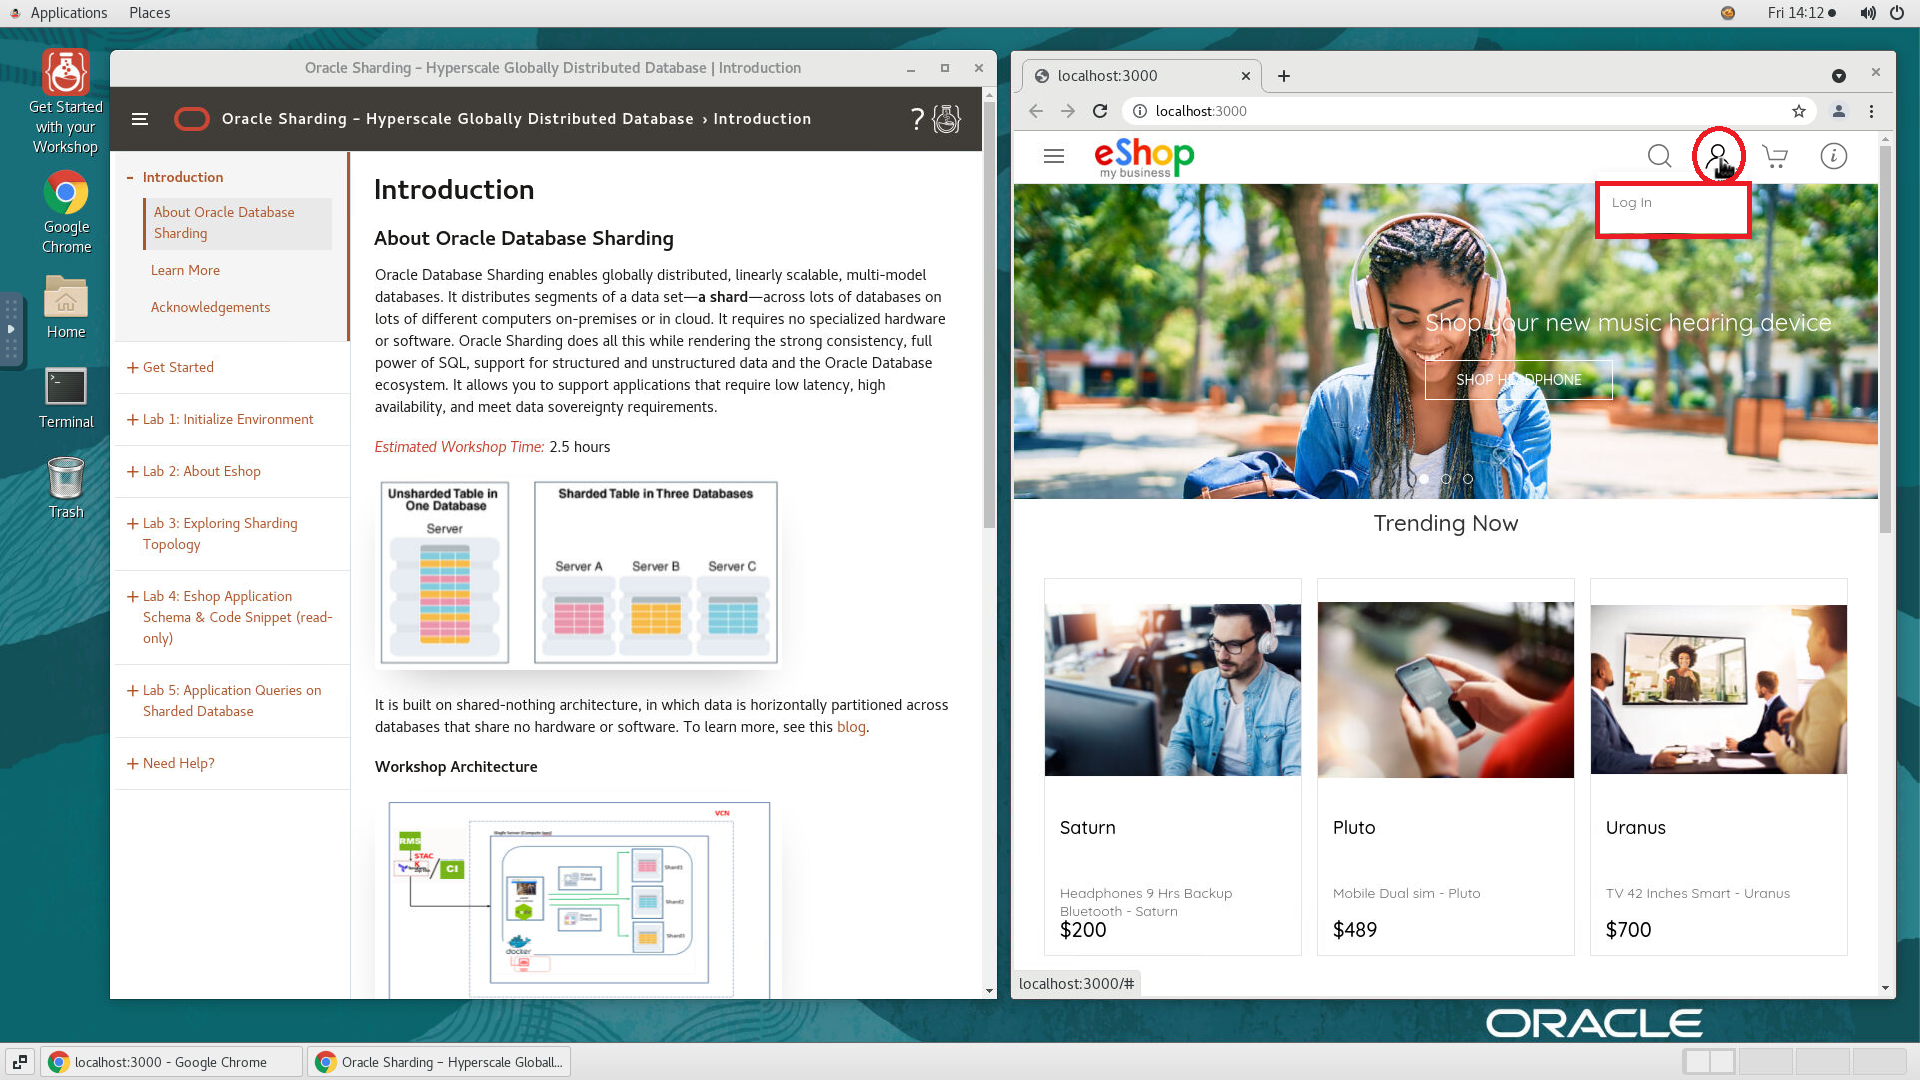 Applications Places
Fri 14:12
Get Started
with your
Workshop
Google
Chrome
Home
Terminal
Trash
Oracle Sharding – Hyperscale Globally Distributed Database | Introduction
Oracle Sharding – Hyperscale Globally Distributed Database › Introduction
?
- Introduction
About Oracle Database
Sharding
Learn More
Acknowledgements
+ Get Started
+ Lab 1: Initialize Environment
+ Lab 2: About Eshop
+ Lab 3: Exploring Sharding
Topology
+ Lab 4: Eshop Application
Schema & Code Snippet (read-
only)
+ Lab 5: Application Queries on
Sharded Database
+ Need Help?
Introduction
About Oracle Database Sharding
Oracle Database Sharding enables globally distributed, linearly scalable, multi-model
databases. It distributes segments of a data set—a shard—across lots of databases on
lots of different computers on-premises or in cloud. It requires no specialized hardware
or software. Oracle Sharding does all this while rendering the strong consistency, full
power of SQL, support for structured and unstructured data and the Oracle Database
ecosystem. It allows you to support applications that require low latency, high
availability, and meet data sovereignty requirements.
Estimated Workshop Time: 2.5 hours
Unsharded Table in
One Database
Server
Sharded Table in Three Databases
Server A Server B Server C
It is built on shared-nothing architecture, in which data is horizontally partitioned across
databases that share no hardware or software. To learn more, see this blog.
Workshop Architecture
VCN
RMS
STAC
K
CI
Shard01
Shard02
Shard03
docker
localhost:3000
localhost:3000
eShop
my business
Log In
Shop your new music hearing device
SHOP HEADPHONE
Trending Now
Saturn
Headphones 9 Hrs Backup
Bluetooth - Saturn
$200
Pluto
Mobile Dual sim - Pluto
$489
Uranus
TV 42 Inches Smart - Uranus
$700
localhost:3000/#
ORACLE
localhost:3000 - Google Chrome
Oracle Sharding – Hyperscale Globall...